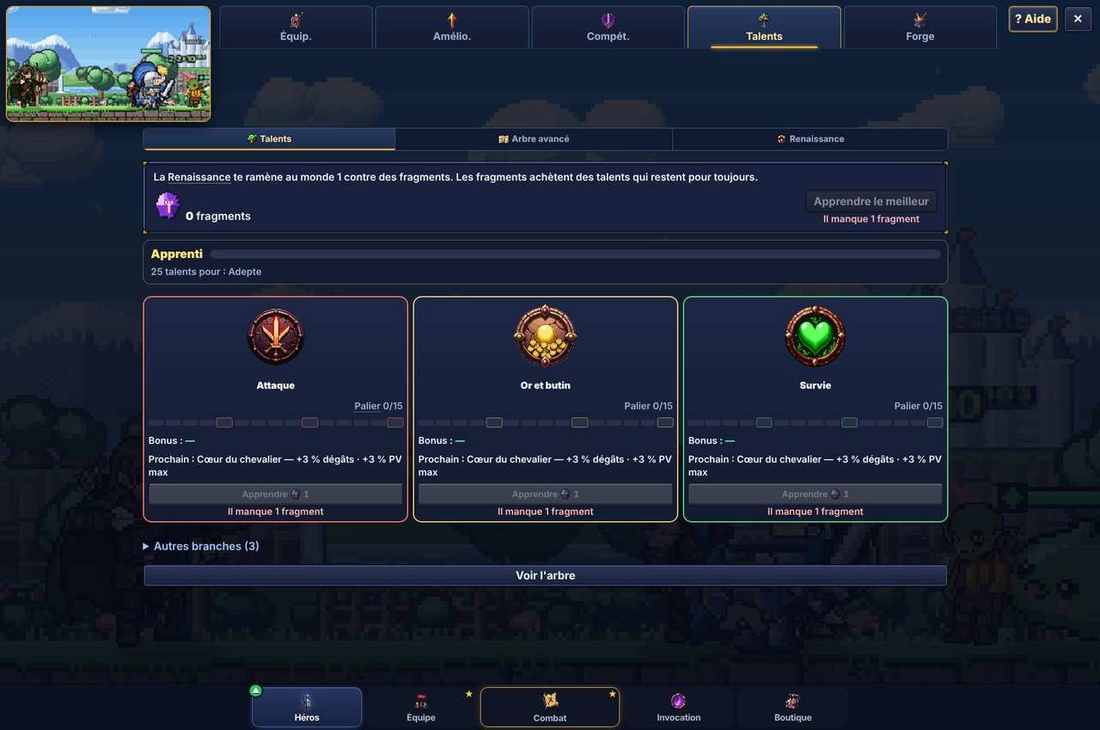 Équip.
Amélio.
Compét.
Talents
Forge
? Aide
×
Talents
Arbre avancé
Renaissance
La Renaissance te ramène au monde 1 contre des fragments. Les fragments achètent des talents qui restent pour toujours.
0 fragments
Apprendre le meilleur
Il manque 1 fragment
Apprenti
25 talents pour : Adepte
Attaque
Palier 0/15
Bonus : —
Prochain : Cœur du chevalier — +3 % dégâts · +3 % PV
max
Apprendre 1
Il manque 1 fragment
Or et butin
Palier 0/15
Bonus : —
Prochain : Cœur du chevalier — +3 % dégâts · +3 % PV
max
Apprendre 1
Il manque 1 fragment
Survie
Palier 0/15
Bonus : —
Prochain : Cœur du chevalier — +3 % dégâts · +3 % PV
max
Apprendre 1
Il manque 1 fragment
Autres branches (3)
Voir l'arbre
Héros
Équipe
Combat
Invocation
Boutique